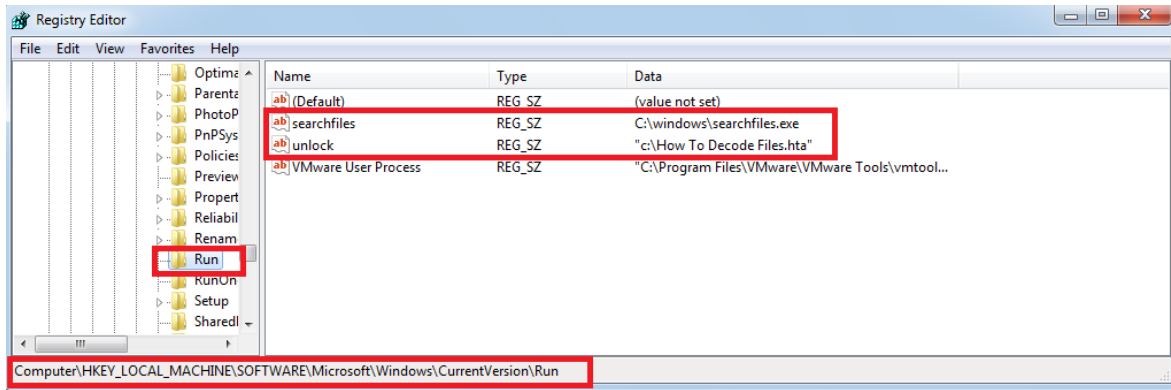 Registry Editor
File Edit View Favorites Help
Optima
Parenta
PhotoP
PnPSys
Policies
Preview
Propert
Reliabil
Renam
Run
RunOn
Setup
Sharedl
Name Type Data
(Default) REG_SZ (value not set)
searchfiles REG_SZ C:\windows\searchfiles.exe
unlock REG_SZ "c:\How To Decode Files.hta"
VMware User Process REG_SZ "C:\Program Files\VMware\VMware Tools\vmtool...
Computer\HKEY_LOCAL_MACHINE\SOFTWARE\Microsoft\Windows\CurrentVersion\Run